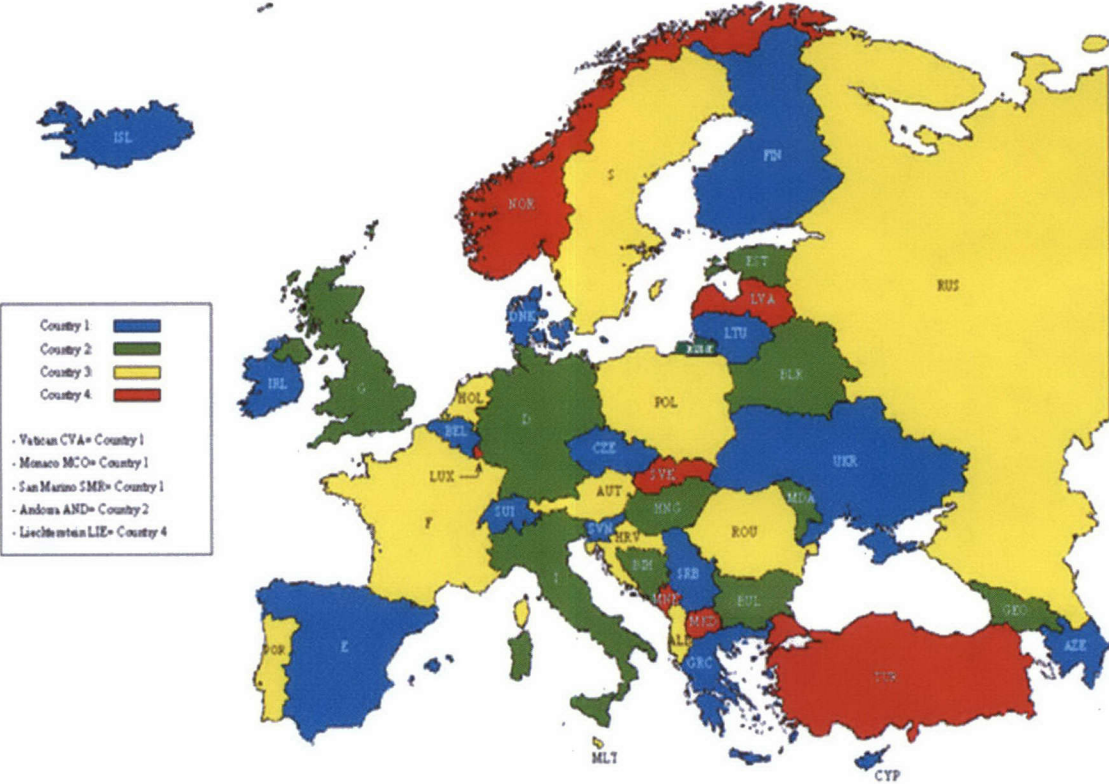 ISL
FIN
S
NOR
RUS
EST
LVA
DNK
LTU
BLR
Country 1:
Country 2:
Country 3:
Country 4:
IRL
G
HOL
D
POL
BEL
CZE
UKR
LUX
SVK
AUT
- Vatican CVA= Country 1
- Monaco MCO= Country 1
- San Marino SMR= Country 1
- Andorra AND= Country 2
- Liechtenstein LIE= Country 4
HNG
MDA
SUI
F
SVN
HRV
ROU
BIH
SRB
I
MNE
BUL
GEO
MKD
POR
E
ALB
GRC
AZE
TUR
MLT
CYP